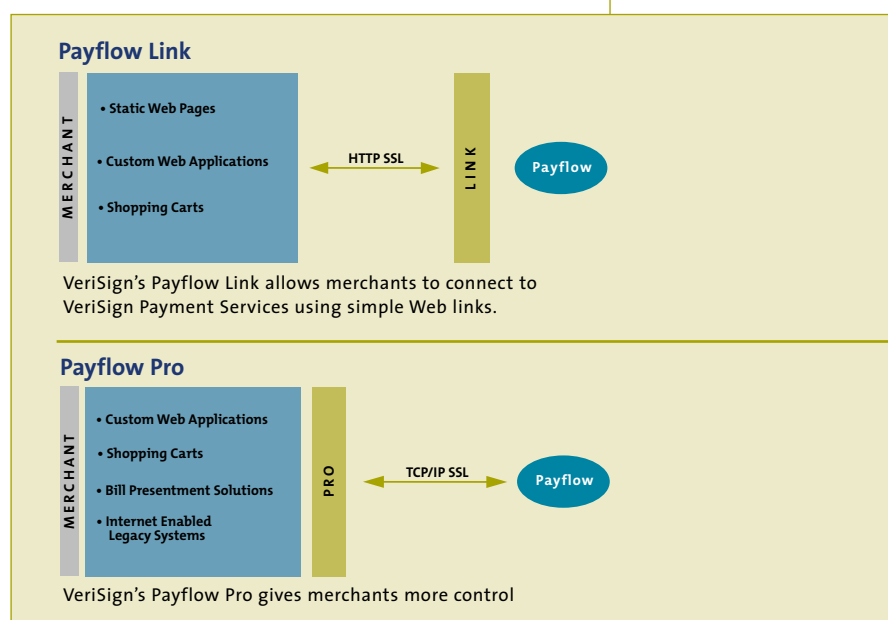 Payflow Link
MERCHANT
• Static Web Pages
• Custom Web Applications
• Shopping Carts
HTTP SSL
LINK
Payflow
VeriSign’s Payflow Link allows merchants to connect to
VeriSign Payment Services using simple Web links.
Payflow Pro
MERCHANT
• Custom Web Applications
• Shopping Carts
• Bill Presentment Solutions
• Internet Enabled
Legacy Systems
PRO
TCP/IP SSL
Payflow
VeriSign’s Payflow Pro gives merchants more control